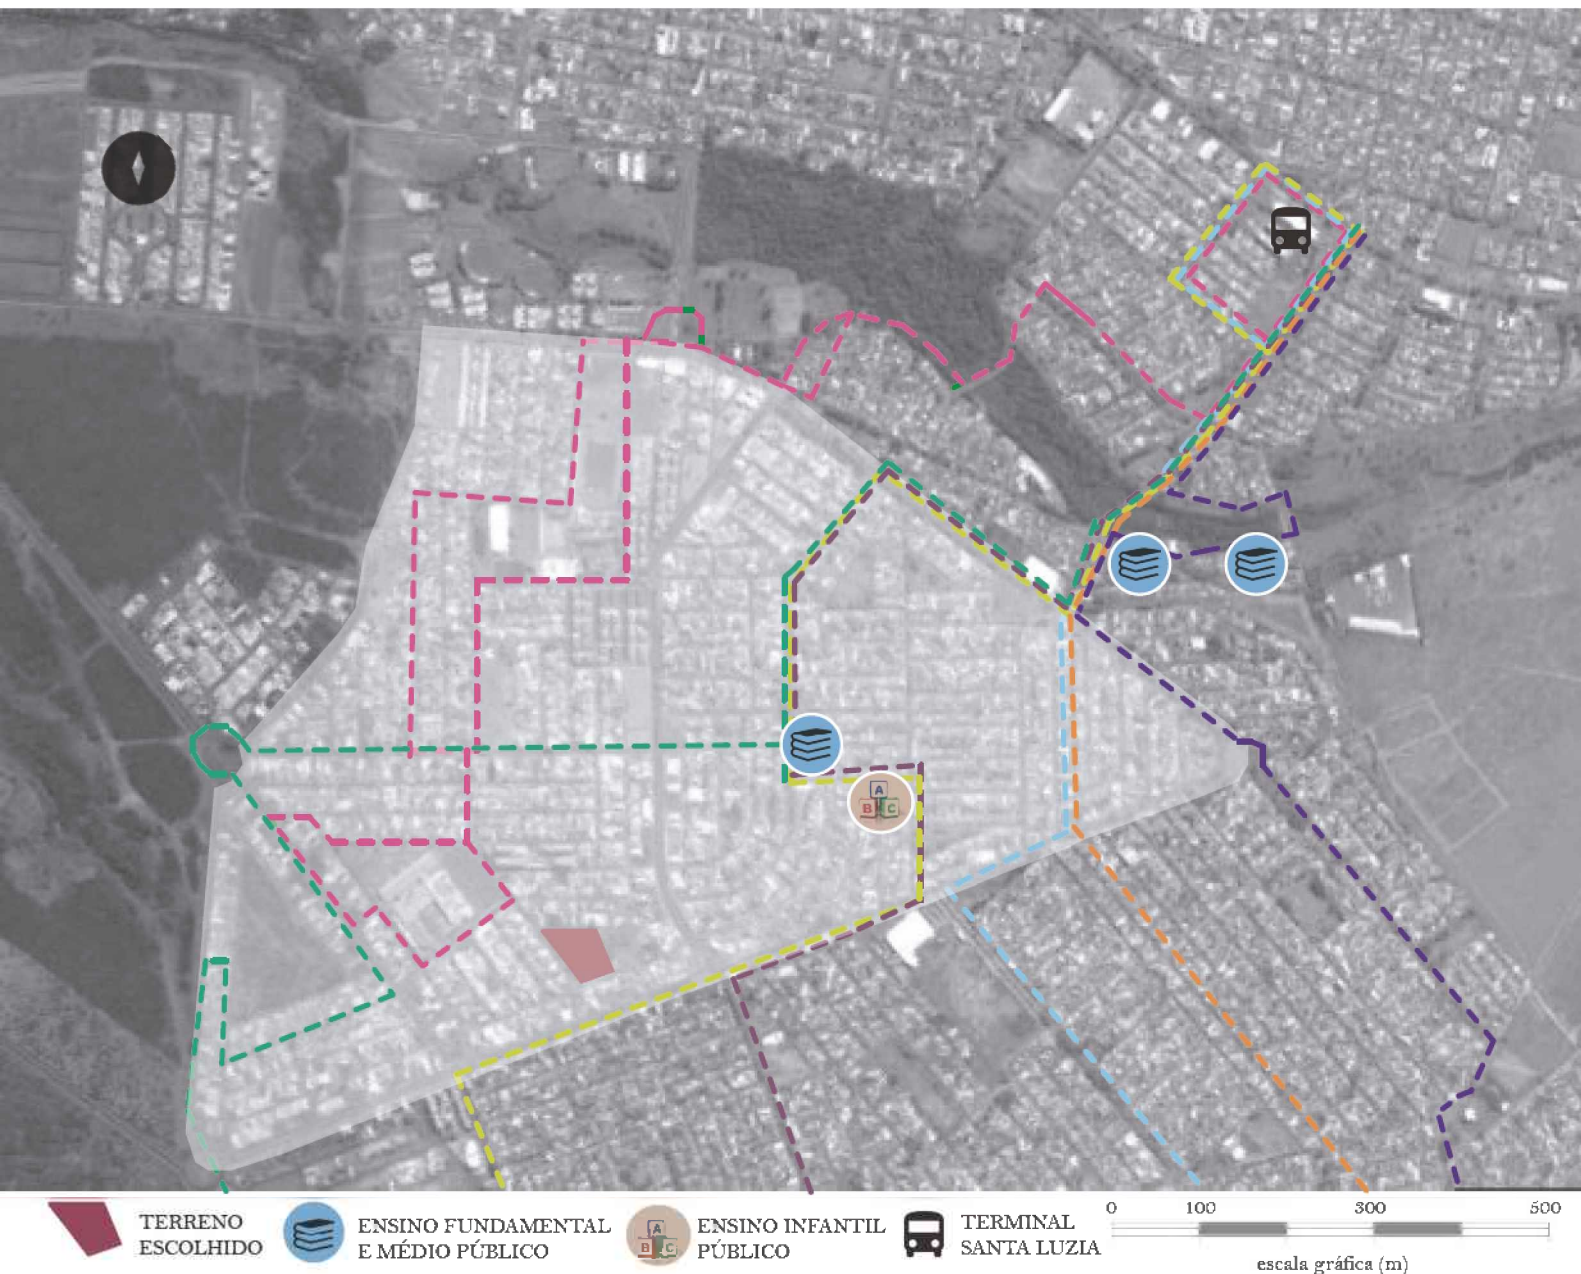 A
B C
TERRENO
ESCOLHIDO
A
B C
ENSINO FUNDAMENTAL
E MÉDIO PÚBLICO
ENSINO INFANTIL
PÚBLICO
TERMINAL
SANTA LUZIA
0 100 300 500
escala gráfica (m)